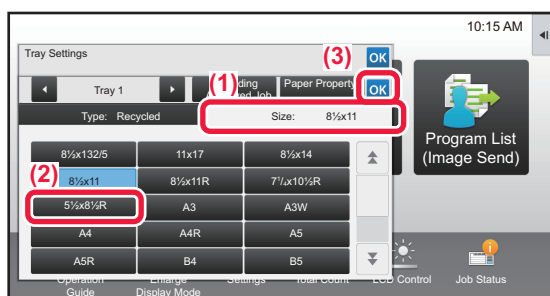 10:15 AM
Tray Settings
(3)
OK
Tray 1
(1)
ding
d Job
Paper Property
OK
Type: Recycled
Size: 8½x11
8½x132/5
11x17
8½x14
(2)
8½x11
8½x11R
7¼x10½R
5½x8½R
A3
A3W
A4
A4R
A5
A5R
B4
B5
Program List
(Image Send)
Operation
Guide
Enlarge
Display Mode
Settings
Total Count
LCD Control
Job Status